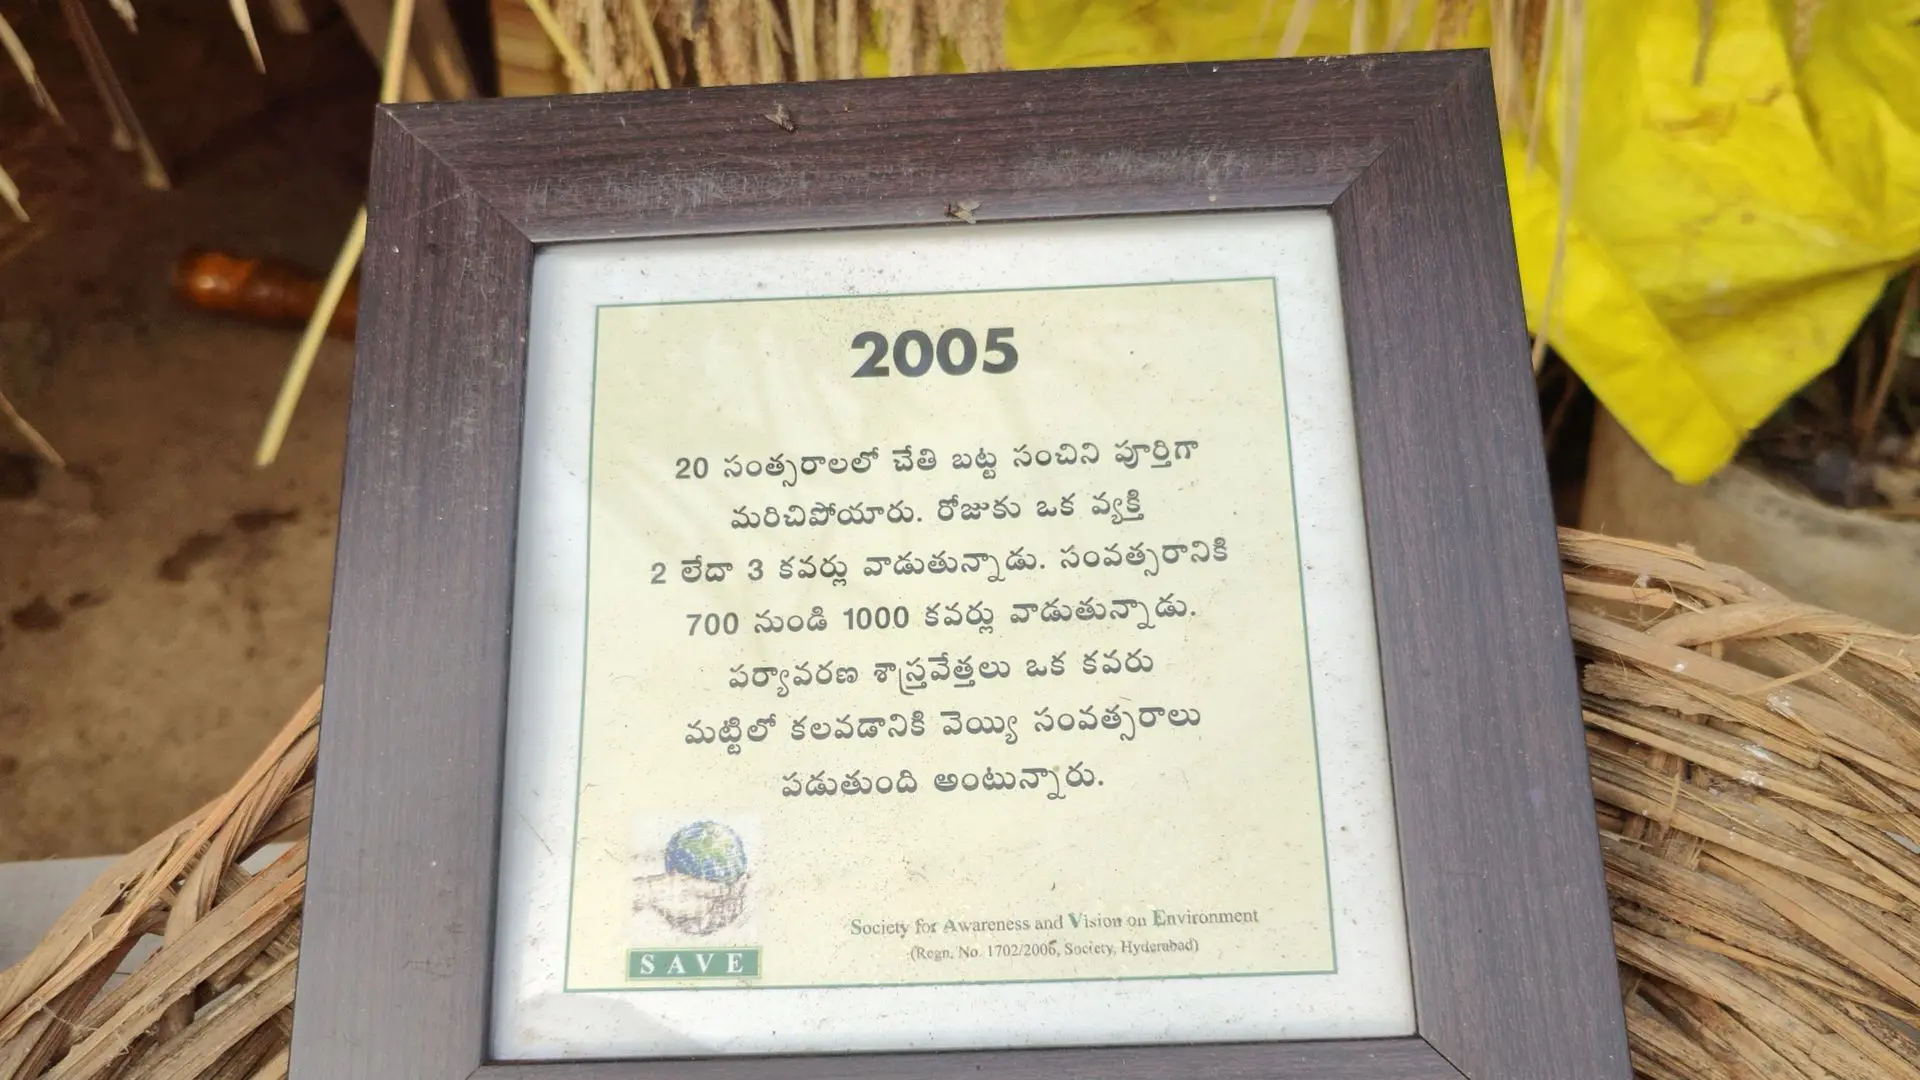 2005
20 సంత్సరాలలో చేతి బట్ట సంచిని పూర్తిగా
మరిచిపోయారు. రోజుకు ఒక వ్యక్తి
2 లేదా 3 కవర్లు వాడుతున్నాడు. సంవత్సరానికి
700 నుండి 1000 కవర్లు వాడుతున్నాడు.
పర్యావరణ శాస్త్రవేత్తలు ఒక కవరు
మట్టిలో కలవడానికి వెయ్యి సంవత్సరాలు
పడుతుంది అంటున్నారు.
Society for Awareness and Vision on Environment
(Regn. No. 1702/2006, Society, Hyderabad)
SAVE